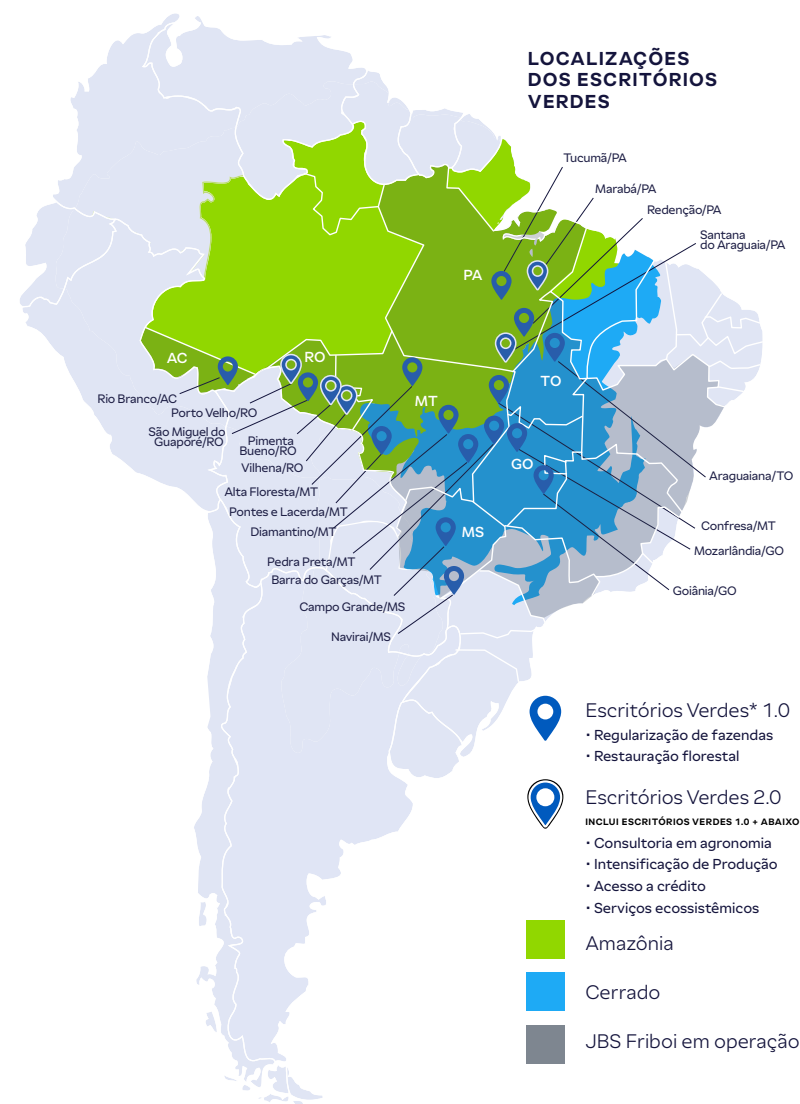 LOCALIZAÇÕES
DOS ESCRITÓRIOS
VERDES
Tucumã/PA
Marabá/PA
Redenção/PA
Santana
do Araguaia/PA
PA
AC
RO
MT
TO
GO
MS
Rio Branco/AC
Porto Velho/RO
São Miguel do
Guaporé/RO
Pimenta
Bueno/RO
Vilhena/RO
Alta Floresta/MT
Pontes e Lacerda/MT
Diamantino/MT
Pedra Preta/MT
Barra do Garças/MT
Campo Grande/MS
Navirai/MS
Araguaiana/TO
Confresa/MT
Mozarlândia/GO
Goiânia/GO
Escritórios Verdes* 1.0
• Regularização de fazendas
• Restauração florestal
Escritórios Verdes 2.0
INCLUI ESCRITÓRIOS VERDES 1.0 + ABAIXO
• Consultoria em agronomia
• Intensificação de Produção
• Acesso a crédito
• Serviços ecossistêmicos
Amazônia
Cerrado
JBS Friboi em operação